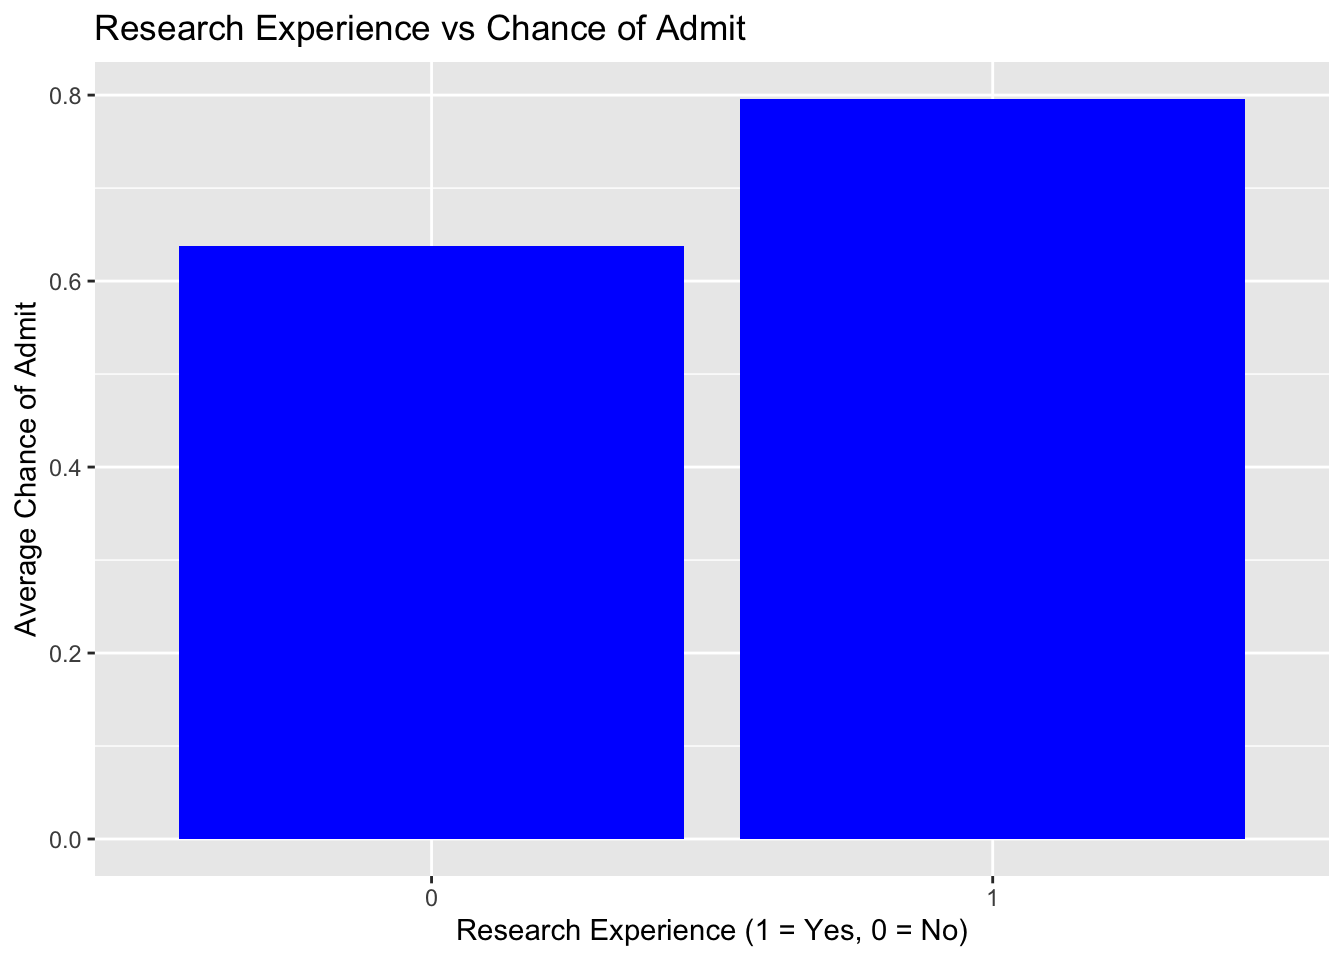 Research Experience vs Chance of Admit
Average Chance of Admit
0.8
0.6
0.4
0.2
0.0
0
1
Research Experience (1 = Yes, 0 = No)